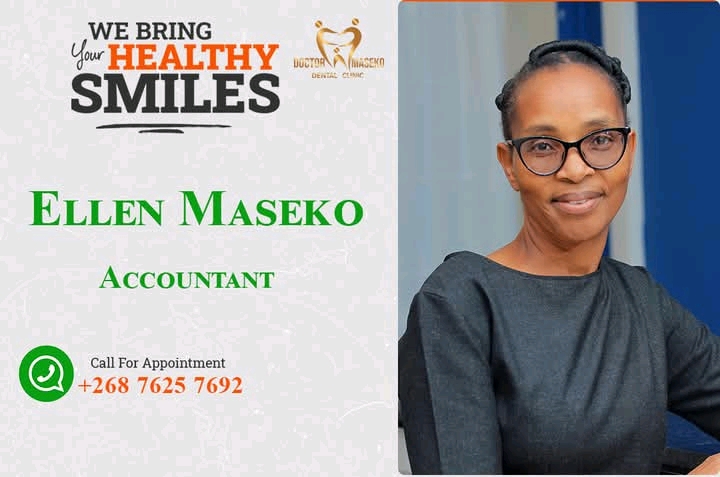 WE BRING
Your HEALTHY
SMILES
DOCTOR MASEKO
DENTAL CLINIC
ELLEN MASEKO
ACCOUNTANT
Call For Appointment
+268 7625 7692